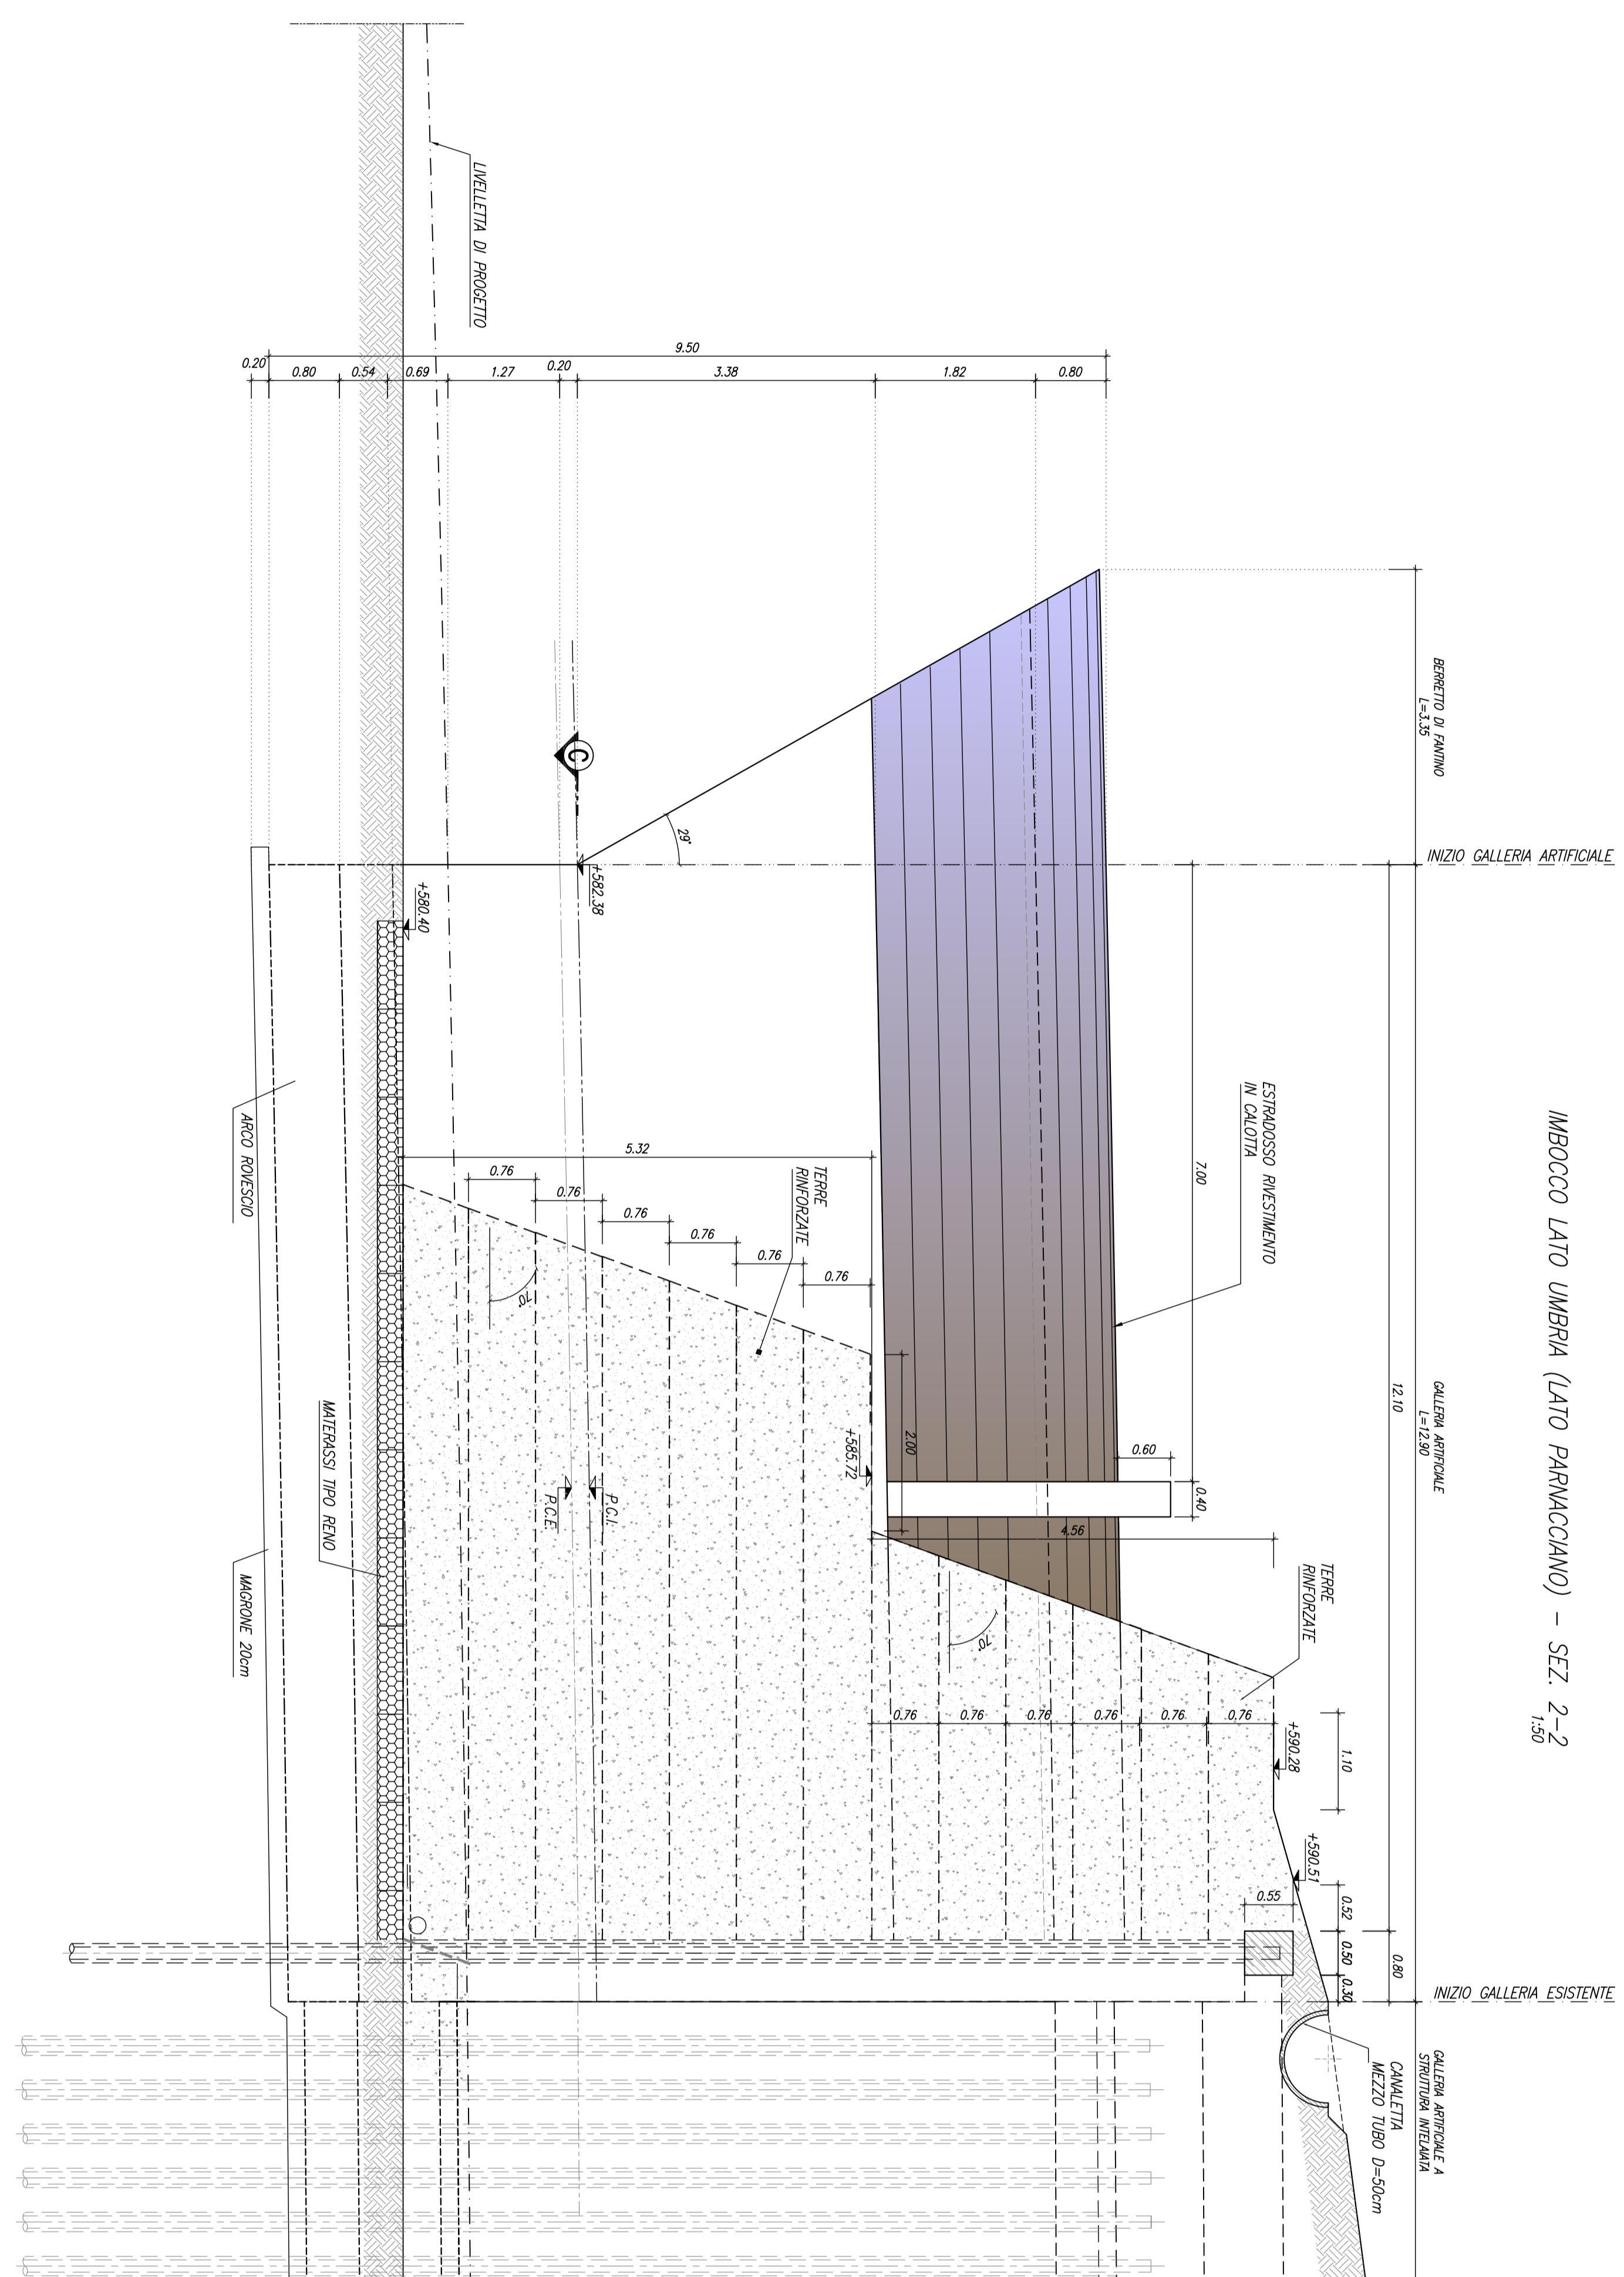 IMBOCCO LATO UMBRIA (LATO PARNACCIANO) - SEZ. 2-2
1:50
INIZIO GALLERIA ARTIFICIALE
INIZIO GALLERIA ESISTENTE
BERRETTO DI FANTINO
L=3.35
GALLERIA ARTIFICIALE
L=12.90
GALLERIA ARTIFICIALE A
STRUTTURA INTELAIATA
12.10
0.80
CANALETTA
MEZZO TUBO D=50cm
1.10
0.52
0.50
0.30
+590.51
+590.28
0.55
TERRE
RINFORZATE
ESTRADOSSO RIVESTIMENTO
IN CALOTTA
7.00
0.40
0.60
4.56
70°
0.76
0.76
0.76
0.76
0.76
0.76
2.00
+585.72
TERRE
RINFORZATE
5.32
0.76
0.76
0.76
0.76
0.76
0.76
70°
P.C.I.
P.C.E.
29°
+582.38
C
+580.40
LIVELLETTA DI PROGETTO
9.50
0.80
1.82
3.38
0.20
1.27
0.69
0.54
0.80
0.20
MATERASSI TIPO RENO
ARCO ROVESCIO
MAGRONE 20cm